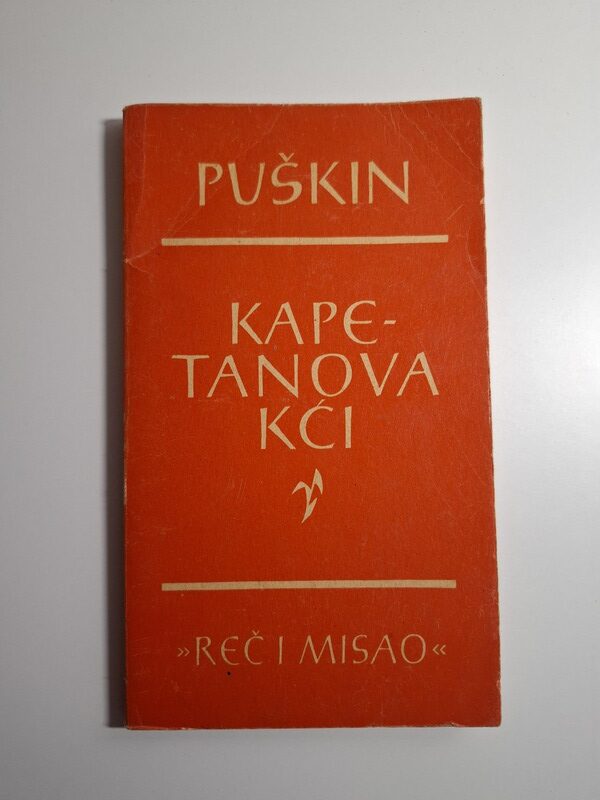 PUŠKIN
KAPE-
TANOVA
KĆI
»REČ I MISAO«